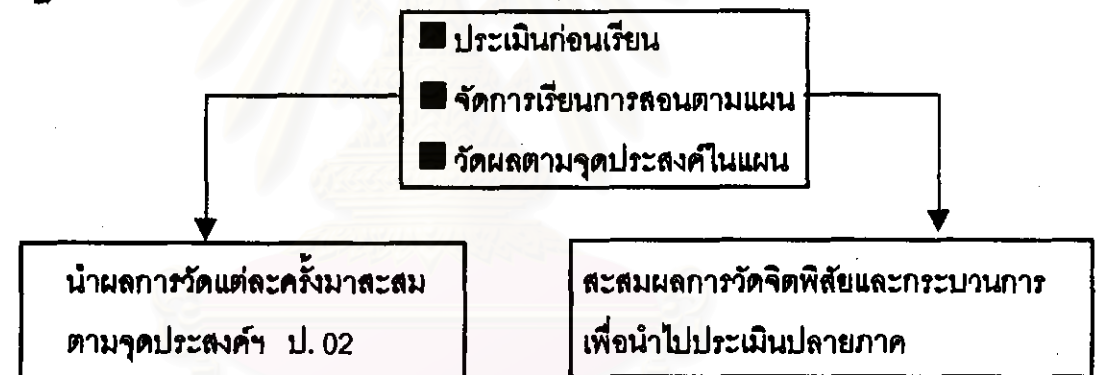 ■ ประเมินก่อนเรียน
■ จัดการเรียนการสอนตามแผน
■ วัดผลตามจุดประสงค์ในแผน
นำผลการวัดแต่ละครั้งมาสะสม
ตามจุดประสงค์ฯ ป. 02
สะสมผลการวัดจิตพิสัยและกระบวนการ
เพื่อนำไปประเมินปลายภาค